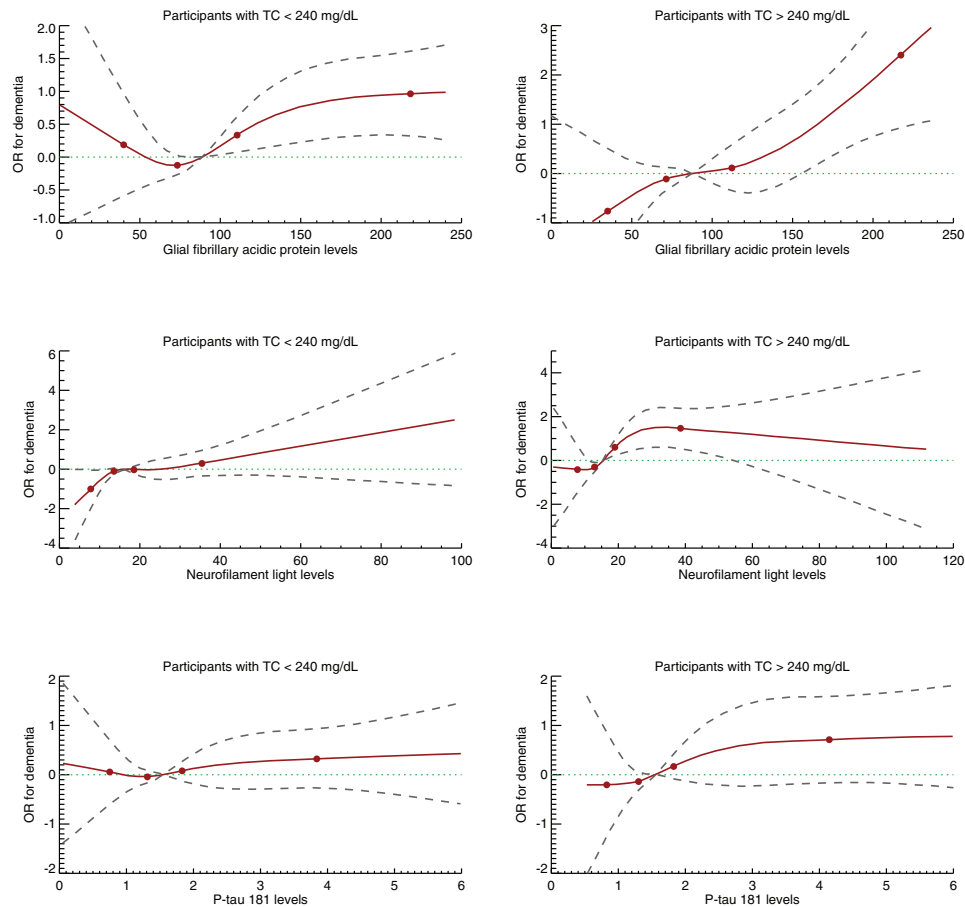 Participants with TC < 240 mg/dL
OR for dementia
2.0
1.5
1.0
0.5
0.0
-0.5
-1.0
0 50 100 150 200 250
Glial fibrillary acidic protein levels
Participants with TC > 240 mg/dL
OR for dementia
3
2
1
0
-1
0 50 100 150 200 250
Glial fibrillary acidic protein levels
Participants with TC < 240 mg/dL
OR for dementia
6
4
2
0
-2
-4
0 20 40 60 80 100
Neurofilament light levels
Participants with TC > 240 mg/dL
OR for dementia
4
2
0
-2
-4
0 20 40 60 80 100 120
Neurofilament light levels
Participants with TC < 240 mg/dL
OR for dementia
2
1
0
-1
-2
0 1 2 3 4 5 6
P-tau 181 levels
Participants with TC > 240 mg/dL
OR for dementia
2
1
0
-1
-2
0 1 2 3 4 5 6
P-tau 181 levels